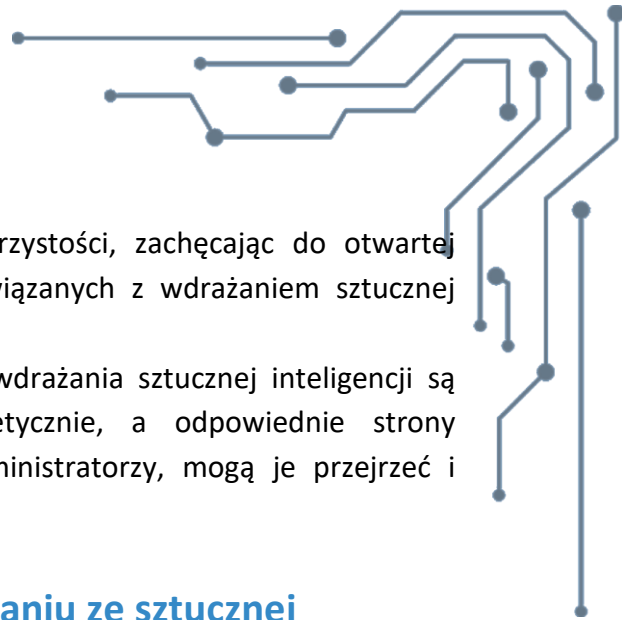 rzystości, zachęcając do otwartej
wiązanych z wdrażaniem sztucznej
wdrażania sztucznej inteligencji są
etycznie, a odpowiednie strony
ministratorzy, mogą je przejrzeć i
aniu ze sztucznej